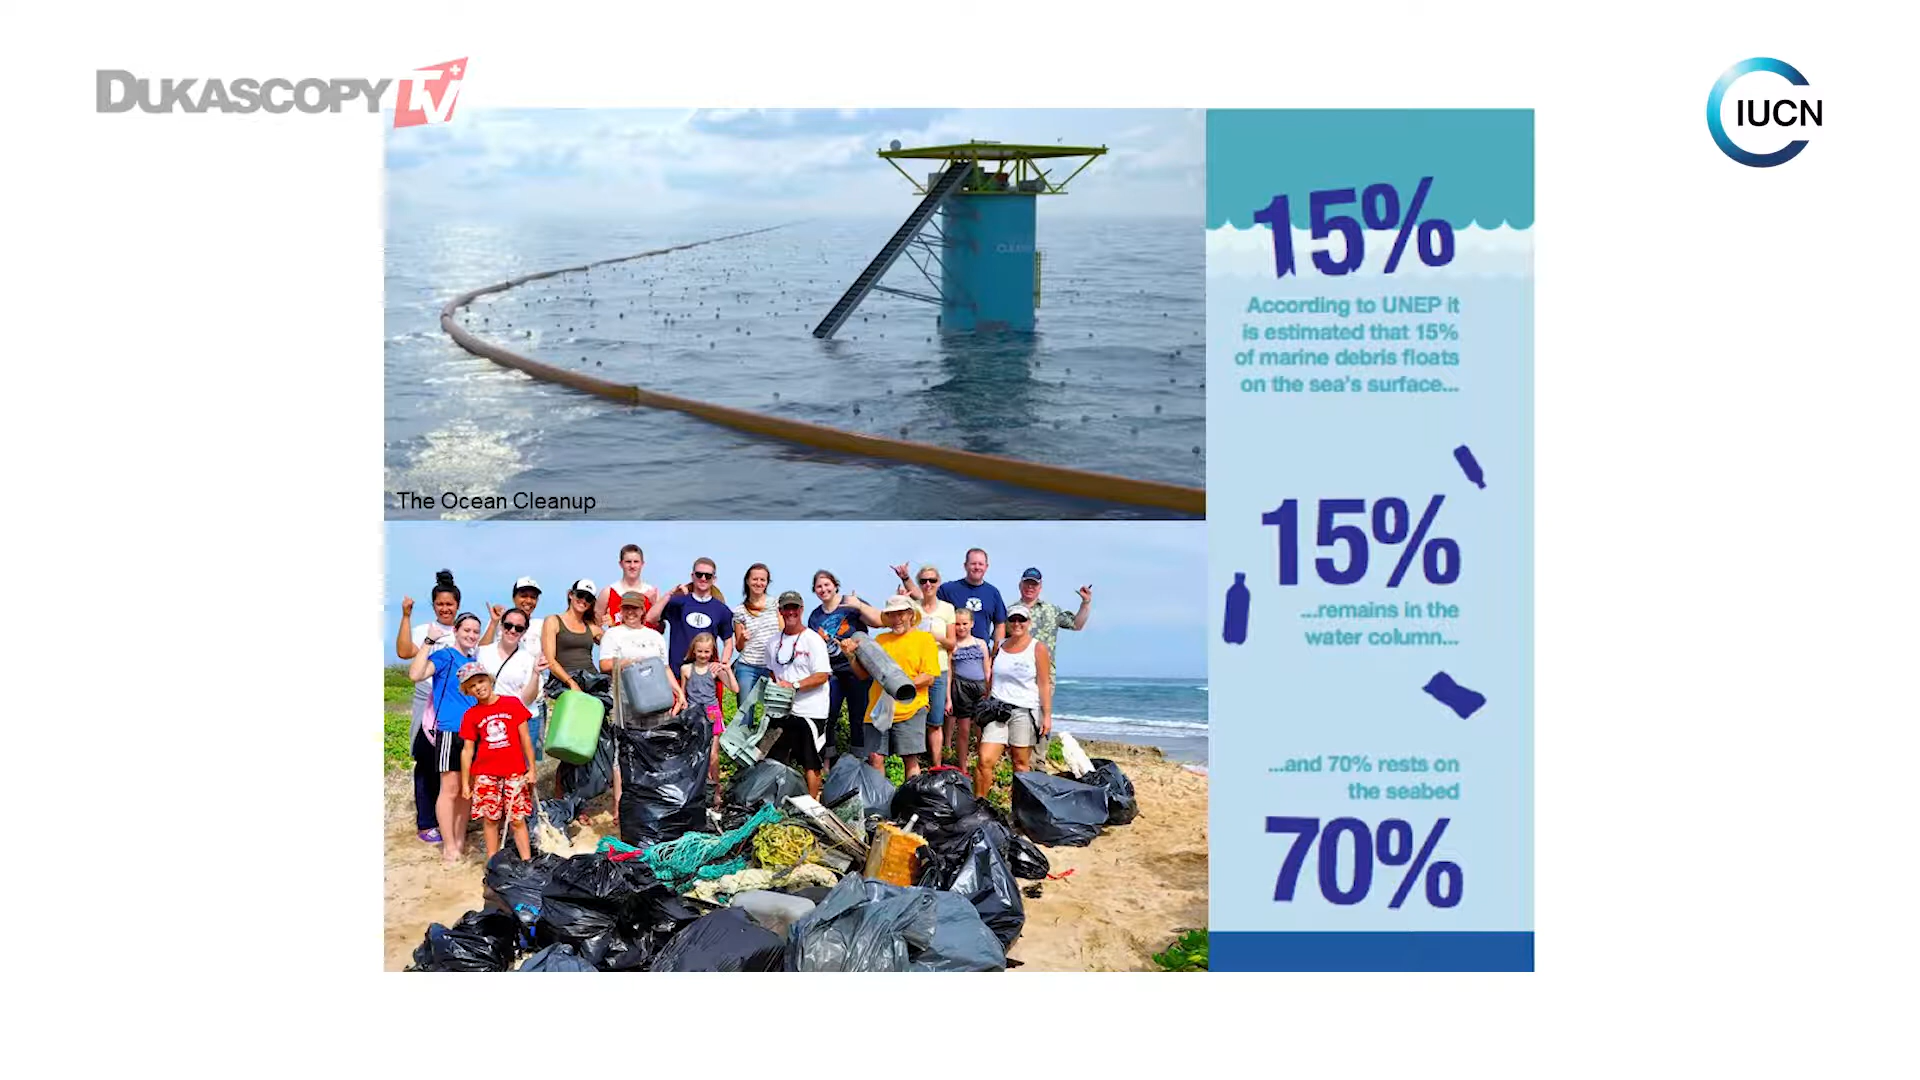 DUKASCOPY TV
IUCN
The Ocean Cleanup
15%
According to UNEP it
is estimated that 15%
of marine debris floats
on the sea's surface...
15%
...remains in the
water column...
...and 70% rests on
the seabed
70%